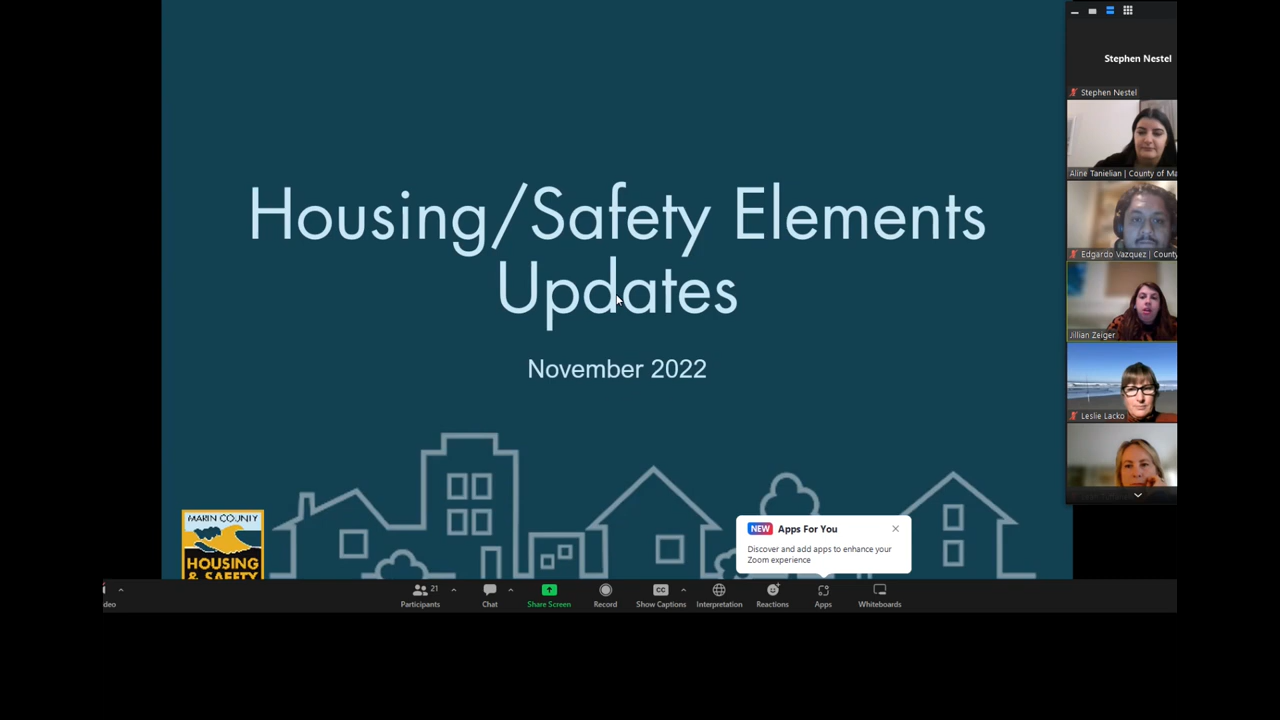 Stephen Nestel
Stephen Nestel
Aline Tanielian | County of Ma
Edgardo Vazquez | County
Jillian Zeiger
Leslie Lacko
Housing/Safety Elements
Updates
November 2022
MARIN COUNTY
HOUSING
& SAFETY
NEW Apps For You
Discover and add apps to enhance your
Zoom experience
deo
21
Participants
Chat
Share Screen
Record
CC
Show Captions
Interpretation
Reactions
Apps
Whiteboards